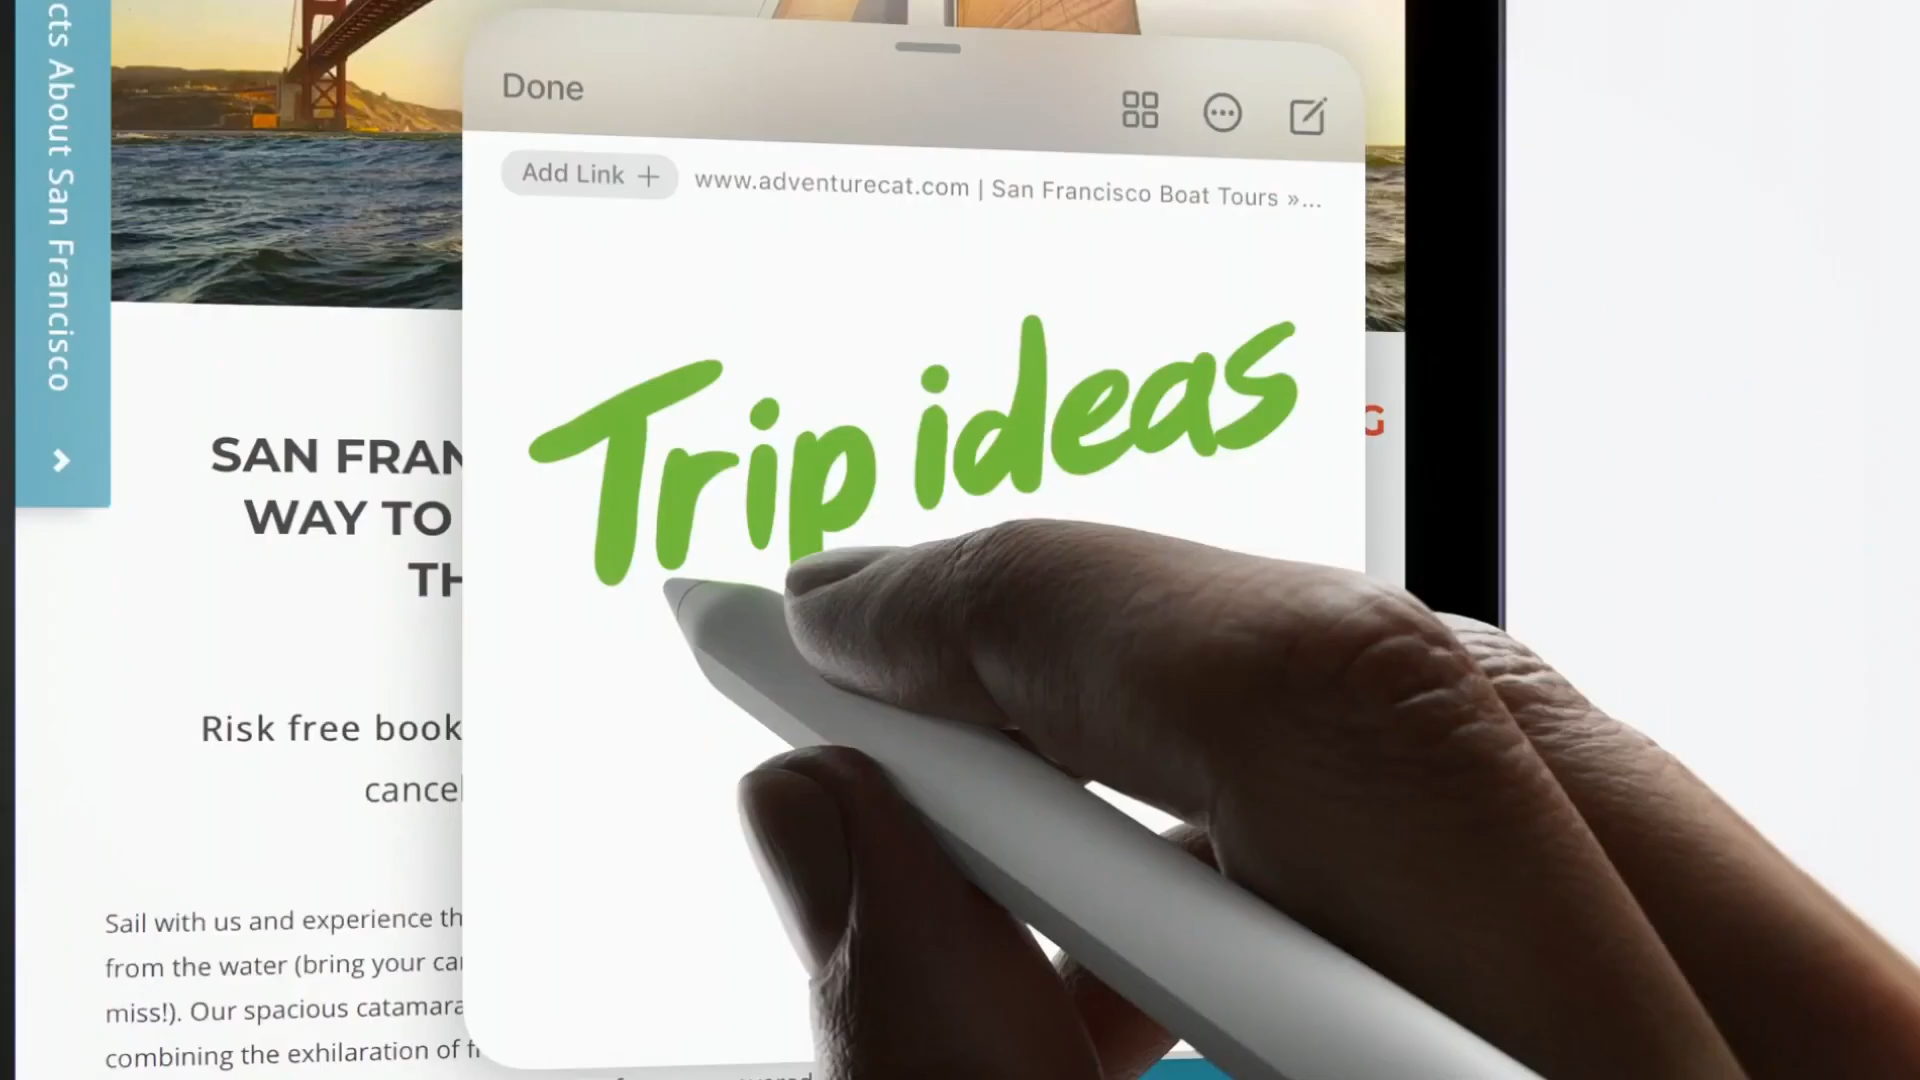 cts About San Francisco
Done
Add Link +
www.adventurecat.com | San Francisco Boat Tours »...
Trip ideas
G
SAN FRAN
WAY TO
TH
Risk free book
cancel
Sail with us and experience th
from the water (bring your
miss!). Our spacious catamara
combining the exhilaration of